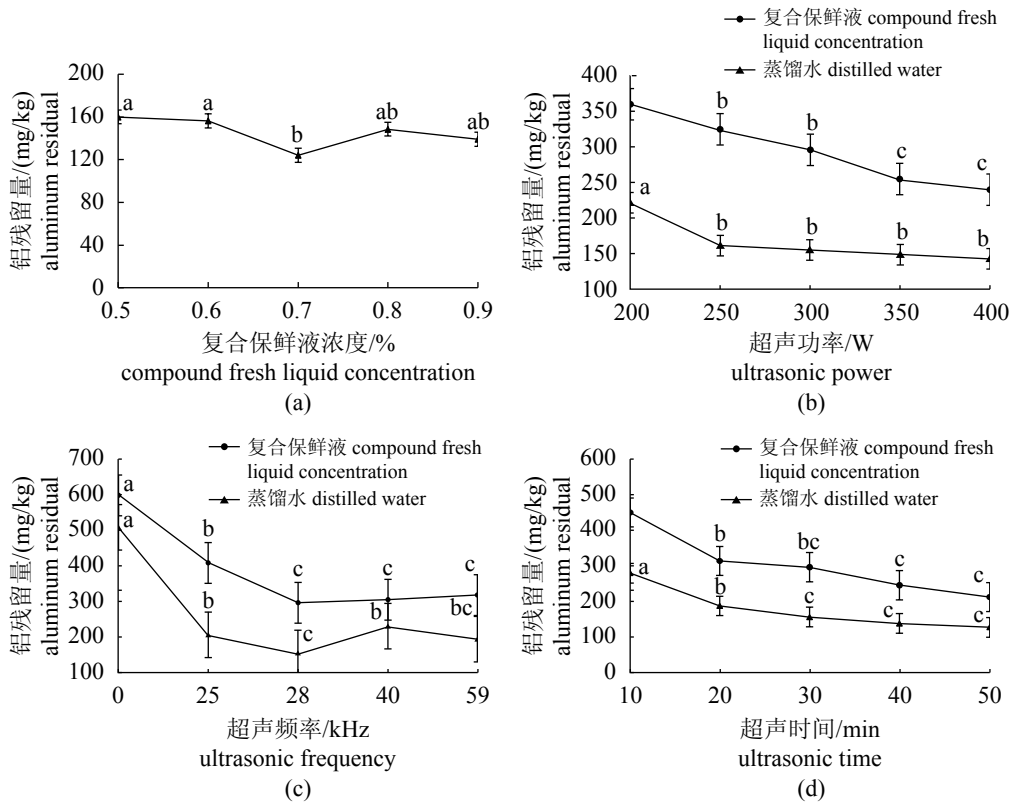 铝残留量/(mg/kg)
aluminum residual
200
160
120
80
40
0
a
a
b
ab
ab
0.5 0.6 0.7 0.8 0.9
复合保鲜液浓度/%
compound fresh liquid concentration
(a)
复合保鲜液 compound fresh
liquid concentration
蒸馏水 distilled water
铝残留量/(mg/kg)
aluminum residual
400
350
300
250
200
150
100
b
b
c
c
a
b
b
b
b
200 250 300 350 400
超声功率/W
ultrasonic power
(b)
复合保鲜液 compound fresh
liquid concentration
蒸馏水 distilled water
铝残留量/(mg/kg)
aluminum residual
700
600
500
400
300
200
100
a
b
c
c
c
a
b
c
b
bc
0 25 28 40 59
超声频率/kHz
ultrasonic frequency
(c)
复合保鲜液 compound fresh
liquid concentration
蒸馏水 distilled water
铝残留量/(mg/kg)
aluminum residual
600
500
400
300
200
100
0
b
bc
c
c
a
b
c
c
c
10 20 30 40 50
超声时间/min
ultrasonic time
(d)